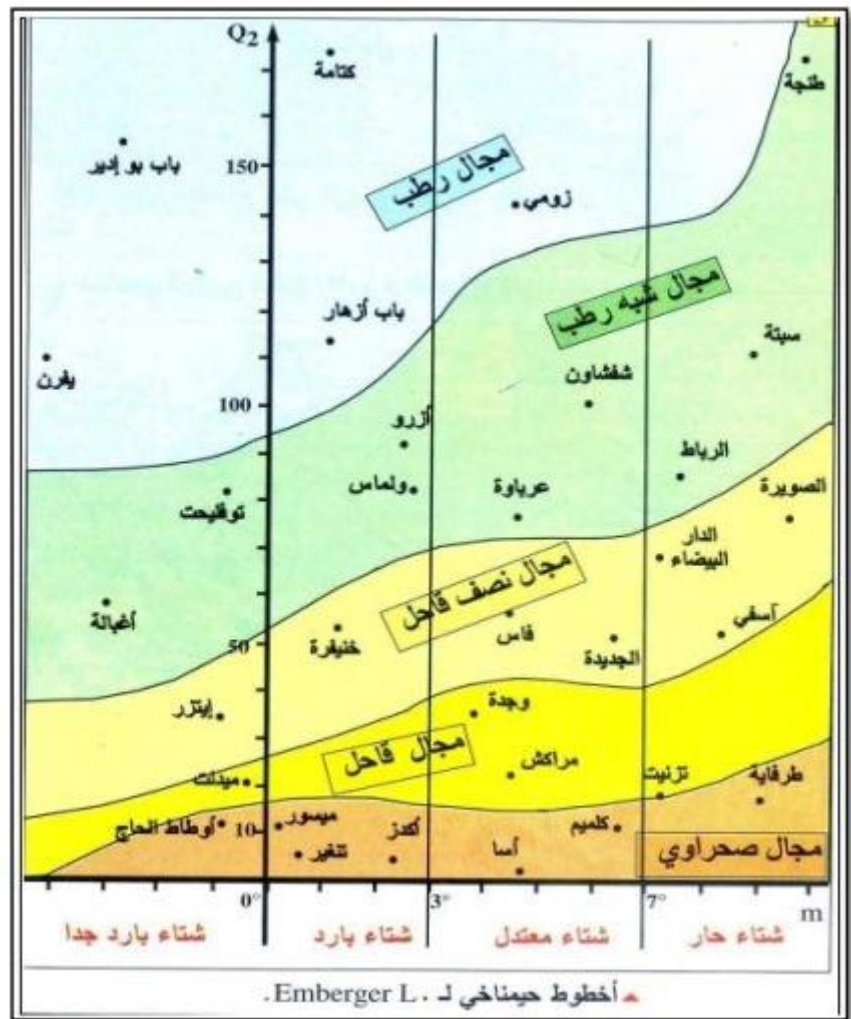 Q2
كتامة
طنجة
باب بو إدير
150
مجال رطب
زومي
مجال شبه رطب
باب أزهار
سبتة
يفرن
شفشاون
100
أزرو
الرباط
ولماس
عرباوة
الصويرة
توفليحت
الدار
البيضاء
مجال نصف قاحل
أغبالة
آسفي
50
خنيفرة
فاس
الجديدة
إيتزر
وجدة
مجال قاحل
مراكش
ميدلت
تزنيت
طرفاية
أوطاط الحاج
10
ميسور
أكدز
كلميم
مجال صحراوي
تنغير
أسا
0°
3°
7°
m
شتاء بارد جدا
شتاء بارد
شتاء معتدل
شتاء حار
أخطوط حيمناخي لـ Emberger L. .